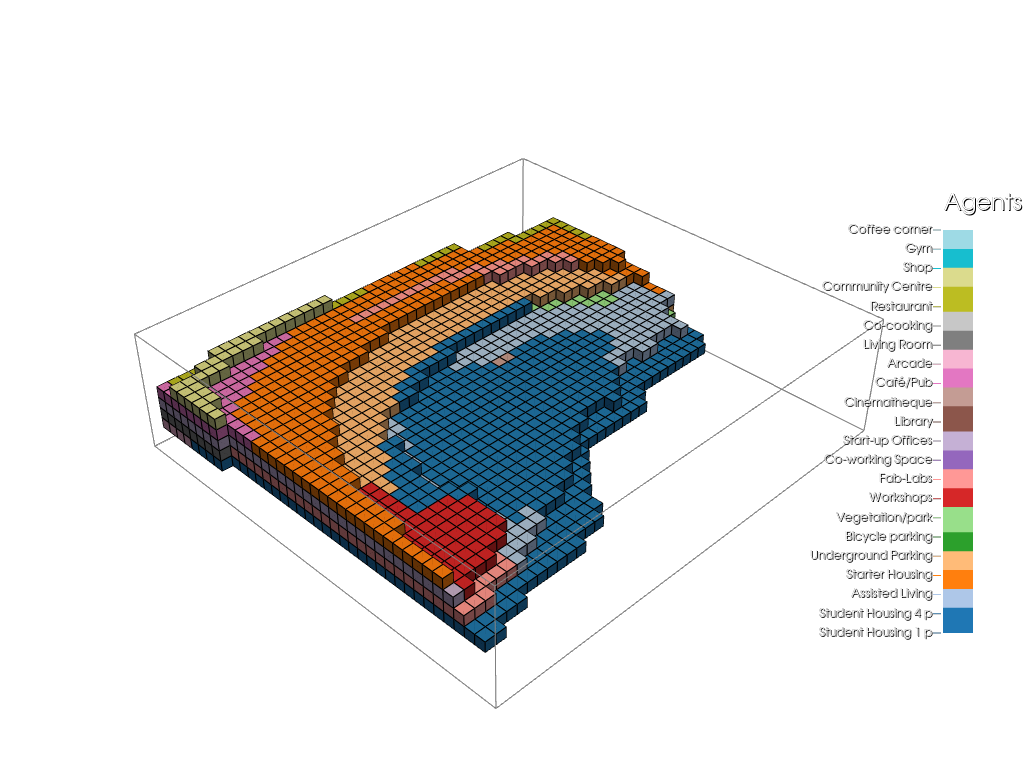 Agents
Coffee corner
Gym
Shop
Community Centre
Restaurant
Co-cooking
Living Room
Arcade
Café/Pub
Cinematheque
Library
Start-up Offices
Co-working Space
Fab-Labs
Workshops
Vegetation/park
Bicycle parking
Underground Parking
Starter Housing
Assisted Living
Student Housing 4 p
Student Housing 1 p